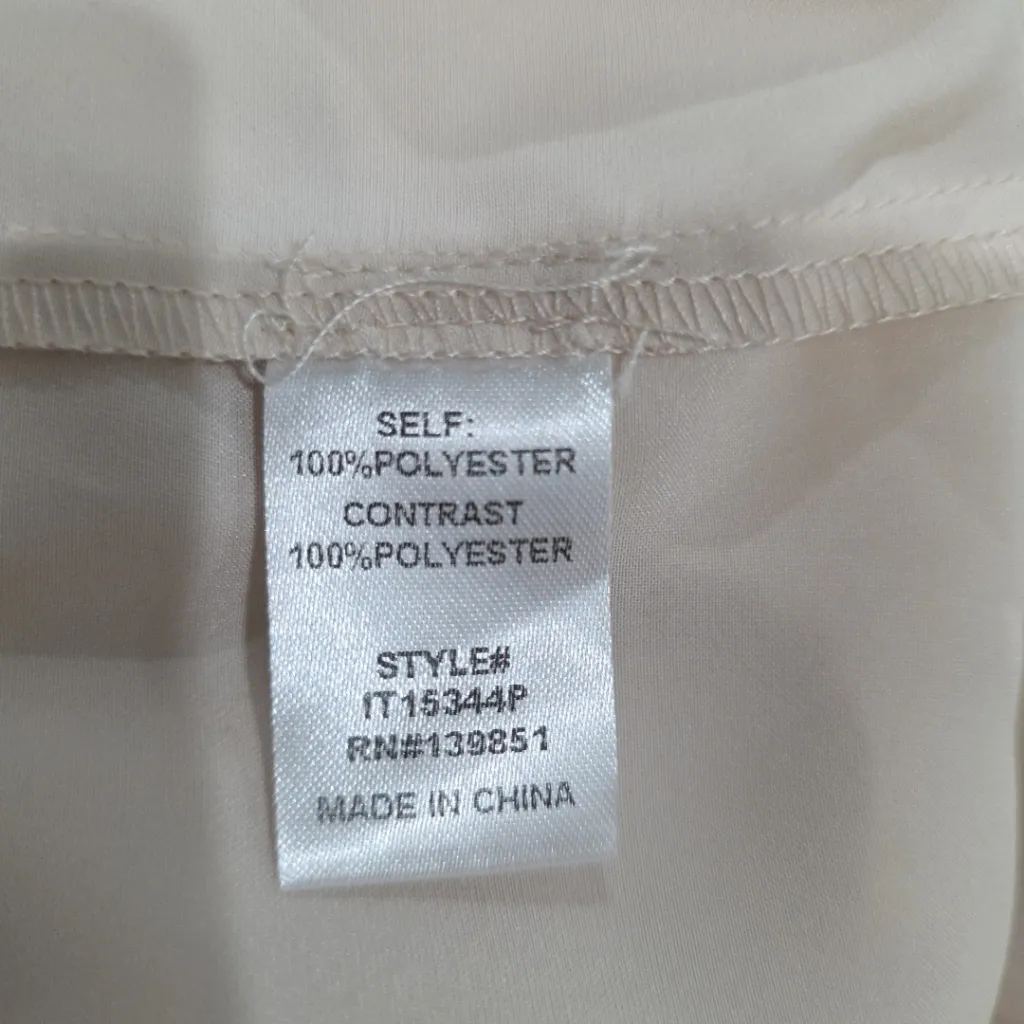 SELF:
100%POLYESTER
CONTRAST
100%POLYESTER
STYLE#
IT15344P
RN#139851
MADE IN CHINA